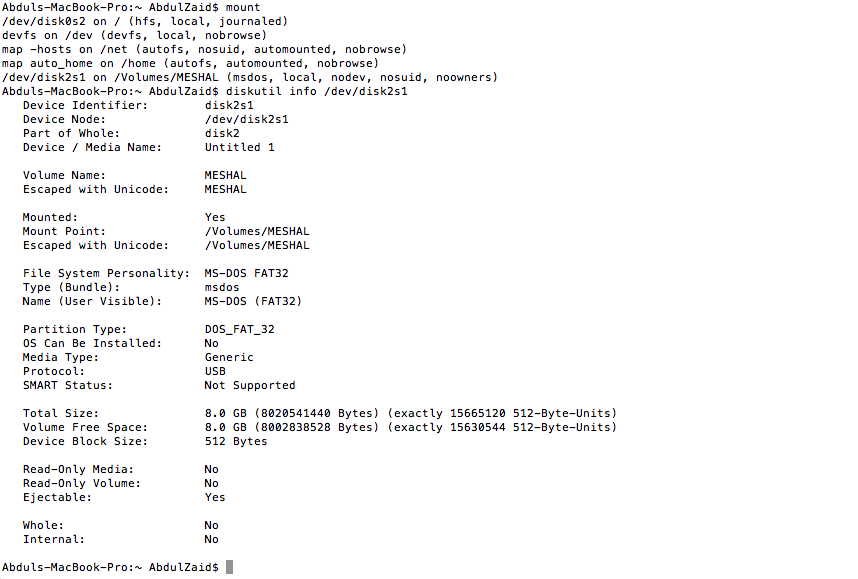 Abduls-MacBook-Pro:~ AbdulZaid$ mount
/dev/disk0s2 on / (hfs, local, journaled)
devfs on /dev (devfs, local, nobrowse)
map -hosts on /net (autofs, nosuid, automounted, nobrowse)
map auto_home on /home (autofs, automounted, nobrowse)
/dev/disk2s1 on /Volumes/MESHAL (msdos, local, nodev, nosuid, noowners)
Abduls-MacBook-Pro:~ AbdulZaid$ diskutil info /dev/disk2s1
Device Identifier: disk2s1
Device Node: /dev/disk2s1
Part of Whole: disk2
Device / Media Name: Untitled 1
Volume Name: MESHAL
Escaped with Unicode: MESHAL
Mounted: Yes
Mount Point: /Volumes/MESHAL
Escaped with Unicode: /Volumes/MESHAL
File System Personality: MS-DOS FAT32
Type (Bundle): msdos
Name (User Visible): MS-DOS (FAT32)
Partition Type: DOS_FAT_32
OS Can Be Installed: No
Media Type: Generic
Protocol: USB
SMART Status: Not Supported
Total Size: 8.0 GB (8020541440 Bytes) (exactly 15665120 512-Byte-Units)
Volume Free Space: 8.0 GB (8002838528 Bytes) (exactly 15630544 512-Byte-Units)
Device Block Size: 512 Bytes
Read-Only Media: No
Read-Only Volume: No
Ejectable: Yes
Whole: No
Internal: No
Abduls-MacBook-Pro:~ AbdulZaid$